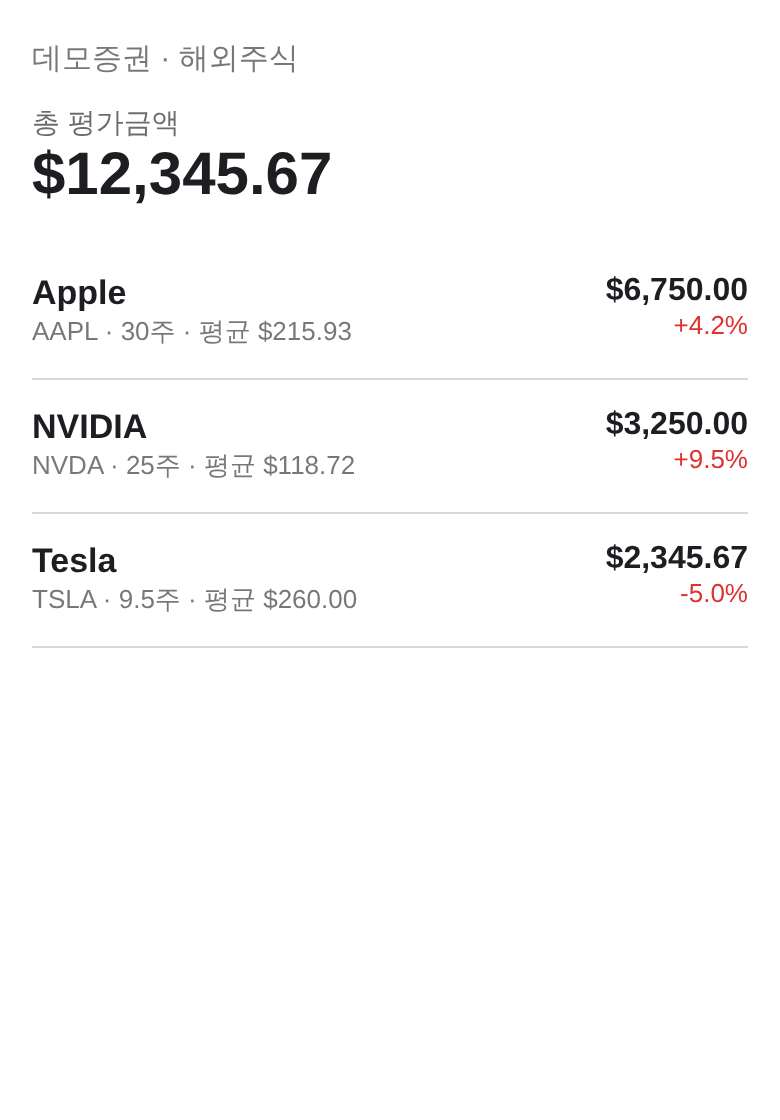 데모증권 · 해외주식
총 평가금액
$12,345.67
Apple
$6,750.00
AAPL · 30주 · 평균 $215.93
+4.2%
NVIDIA
$3,250.00
NVDA · 25주 · 평균 $118.72
+9.5%
Tesla
$2,345.67
TSLA · 9.5주 · 평균 $260.00
-5.0%